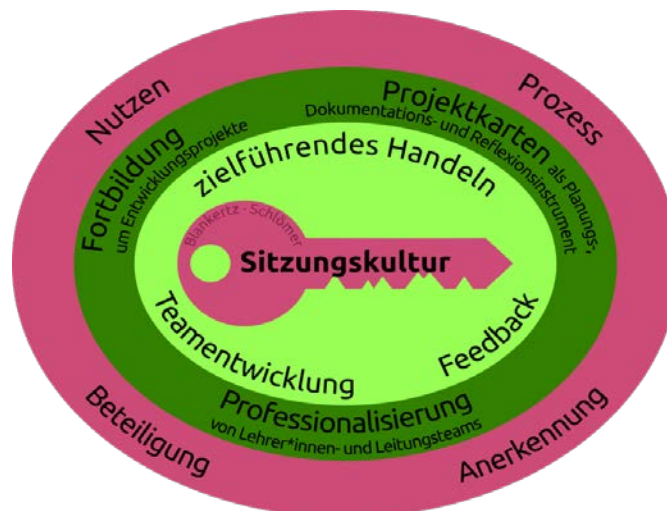 Nutzen
Prozess
Fortbildung
um Entwicklungsprojekte
Projektkarten als Planungs-,
Dokumentations- und Reflexionsinstrument
zielführendes Handeln
Blankertz · Schlömer
Sitzungskultur
Teamentwicklung
Feedback
Professionalisierung
von Lehrer*innen- und Leitungsteams
Beteiligung
Anerkennung